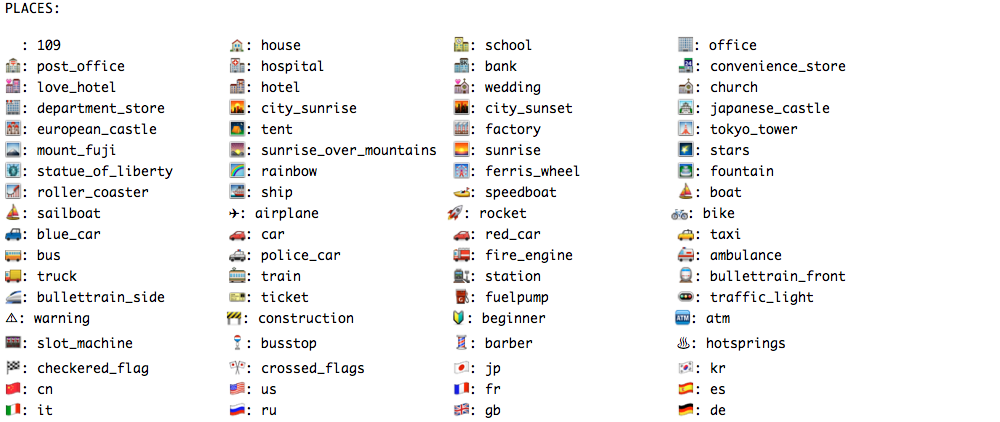 PLACES:
: 109 🏠: house 🏫: school 🏢: office
🏣: post_office 🏥: hospital 🏦: bank 🏪: convenience_store
🏩: love_hotel 🏨: hotel 💒: wedding ⛪: church
🏬: department_store 🌇: city_sunrise 🌆: city_sunset 🏯: japanese_castle
🏰: european_castle ⛺: tent 🏭: factory 🗼: tokyo_tower
🗻: mount_fuji 🌄: sunrise_over_mountains 🌅: sunrise 🌠: stars
🗽: statue_of_liberty 🌈: rainbow 🎡: ferris_wheel ⛲: fountain
🎢: roller_coaster 🚢: ship 🚤: speedboat ⛵: boat
⛵: sailboat ✈: airplane 🚀: rocket 🚲: bike
🚙: blue_car 🚗: car 🚗: red_car 🚕: taxi
🚌: bus 🚓: police_car 🚒: fire_engine 🚑: ambulance
🚚: truck 🚃: train 🚉: station 🚅: bullettrain_front
🚄: bullettrain_side 🎫: ticket ⛽: fuelpump 🚥: traffic_light
⚠: warning 🚧: construction 🔰: beginner 🏧: atm
🎰: slot_machine 🚏: busstop 💈: barber ♨: hotsprings
🏁: checkered_flag 🎌: crossed_flags 🇯🇵: jp 🇰🇷: kr
🇨🇳: cn 🇺🇸: us 🇫🇷: fr 🇪🇸: es
🇮🇹: it 🇷🇺: ru 🇬🇧: gb 🇩🇪: de